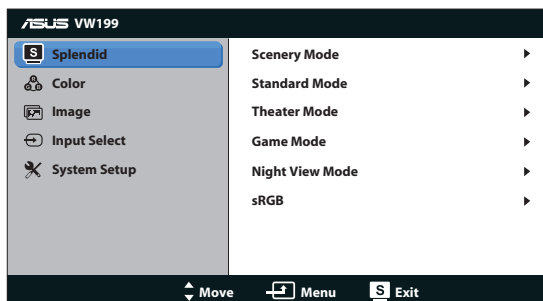 ASUS VW199
S Splendid
Color
Image
Input Select
System Setup
Scenery Mode
Standard Mode
Theater Mode
Game Mode
Night View Mode
sRGB
Move Menu S Exit